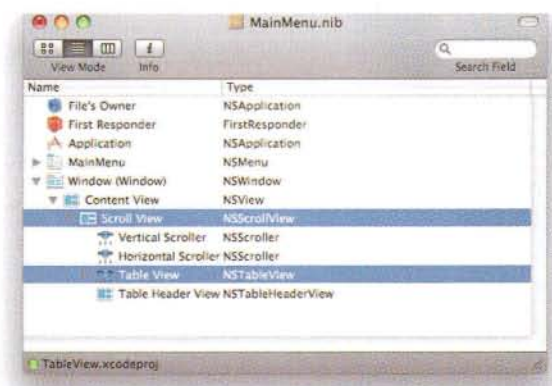 MainMenu.nib
View Mode Info Search Field
Name Type
File's Owner NSApplication
First Responder FirstResponder
Application NSApplication
MainMenu NSMenu
Window (Window) NSWindow
Content View NSView
Scroll View NSScrollView
Vertical Scroller NSScroller
Horizontal Scroller NSScroller
Table View NSTableView
Table Header View NSTableHeaderView
TableView.xcodeproj